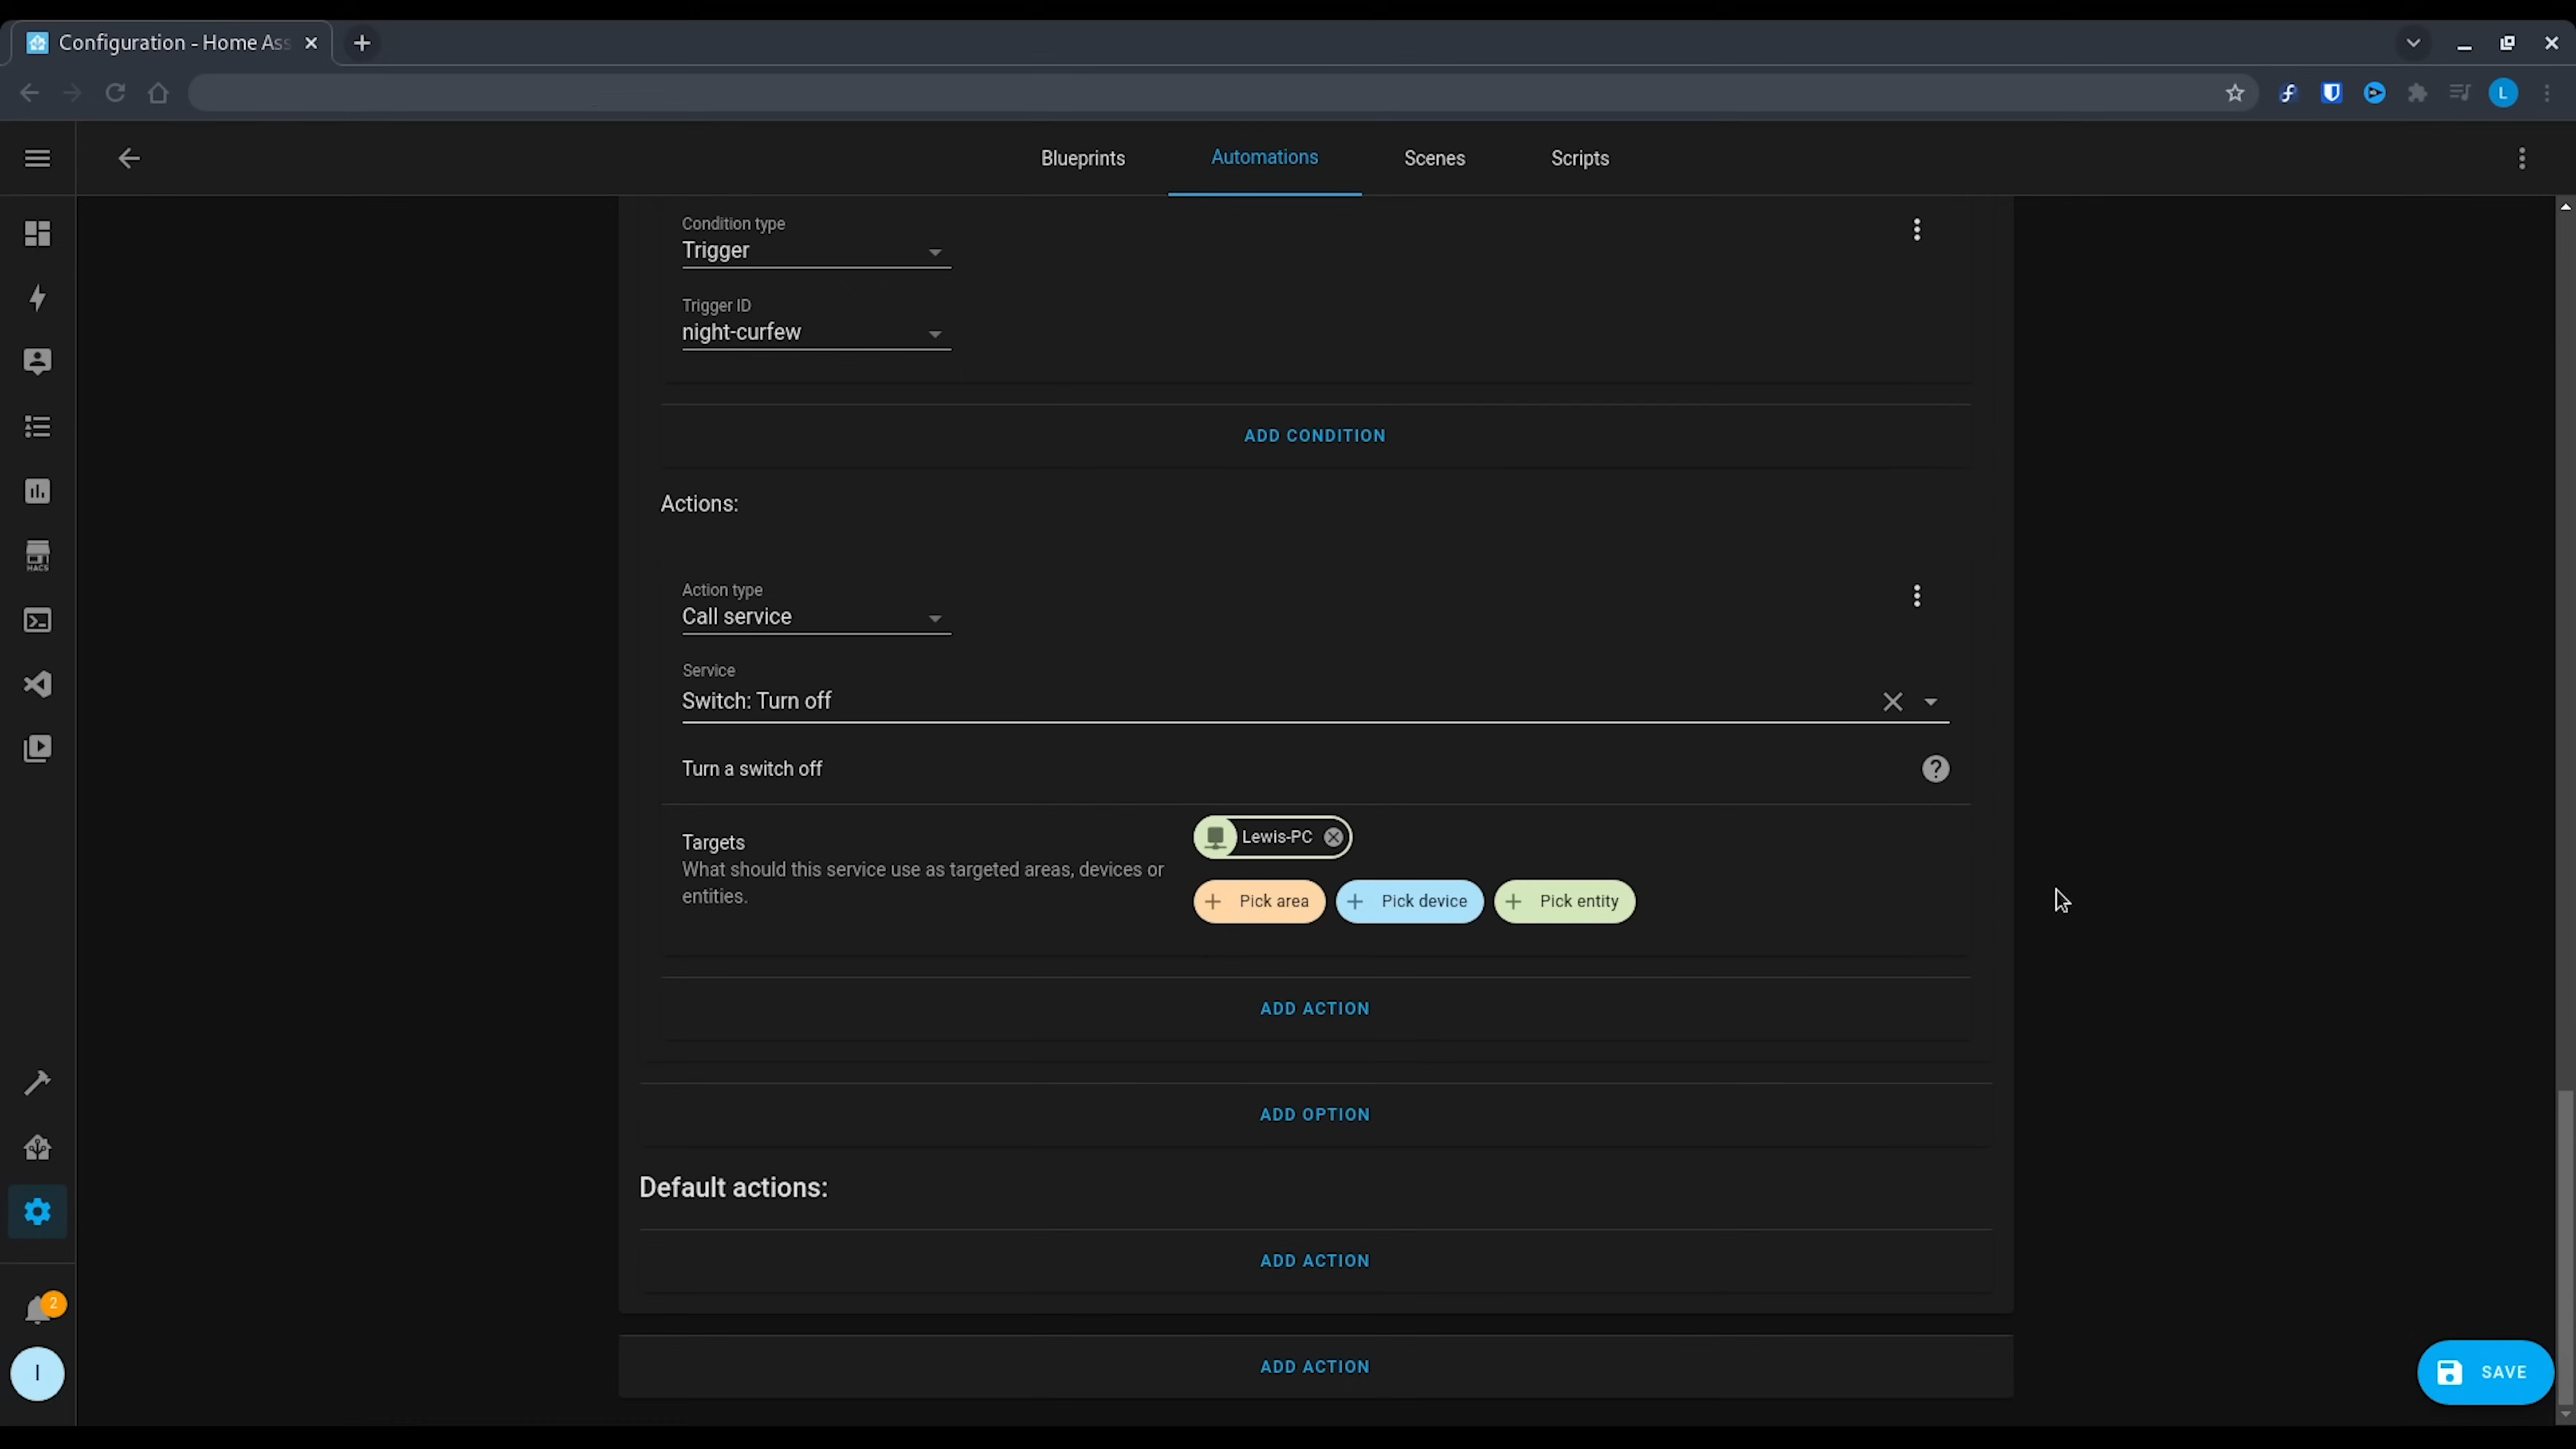 Configuration - Home Ass
L
Blueprints
Automations
Scenes
Scripts
Condition type
Trigger
Trigger ID
night-curfew
ADD CONDITION
Actions:
Action type
Call service
Service
Switch: Turn off
Turn a switch off
Targets
What should this service use as targeted areas, devices or
entities.
Lewis-PC
Pick area
Pick device
Pick entity
ADD ACTION
ADD OPTION
Default actions:
ADD ACTION
ADD ACTION
HACS
2
I
SAVE